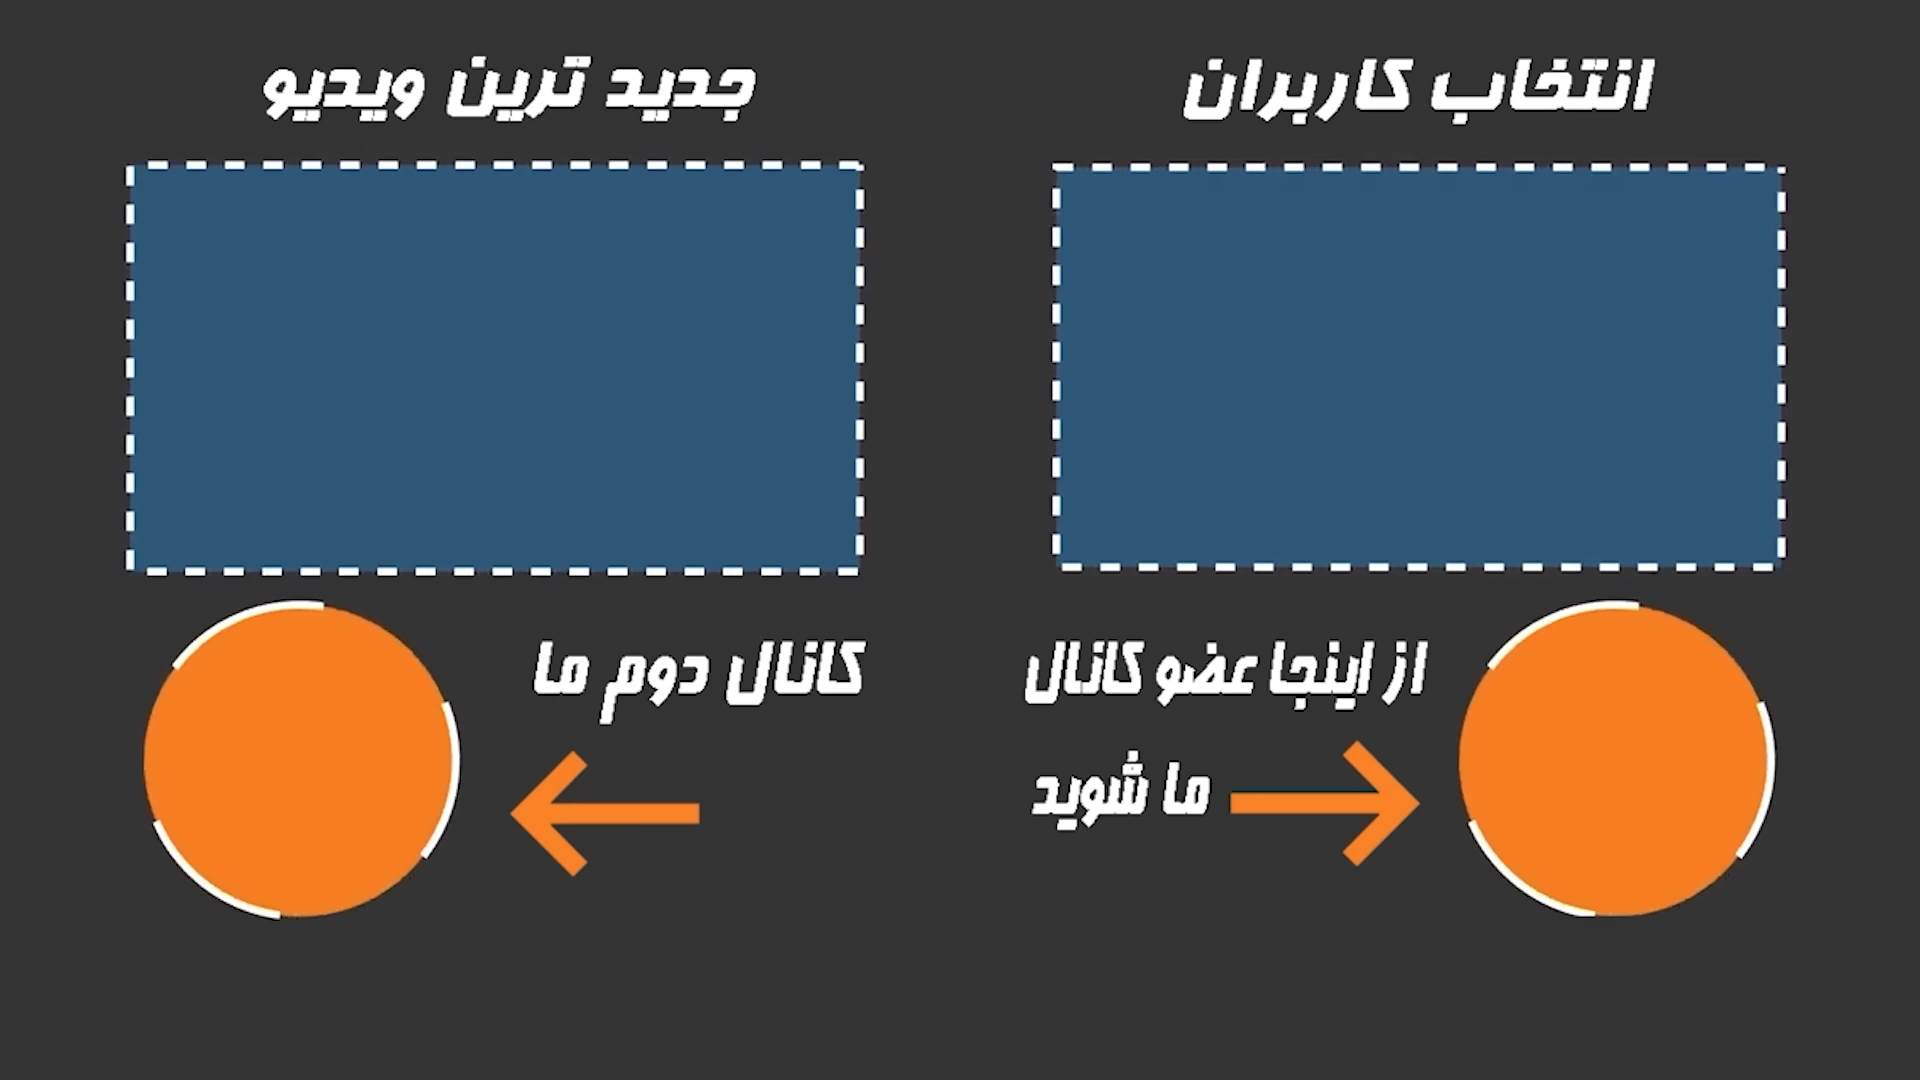 انتخاب کاربران
جدید ترین ویدیو
از اینجا عضو کانال
ما شوید
کانال دوم ما